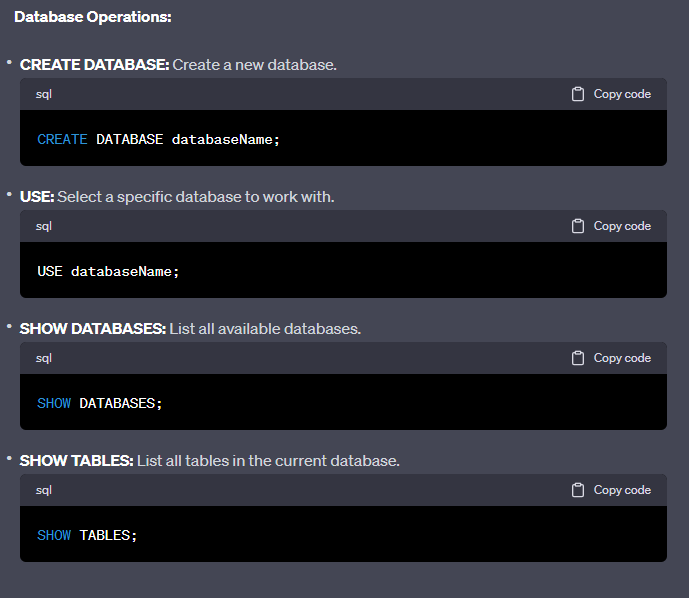 Database Operations:
• CREATE DATABASE: Create a new database.
sql Copy code
CREATE DATABASE databaseName;
• USE: Select a specific database to work with.
sql Copy code
USE databaseName;
• SHOW DATABASES: List all available databases.
sql Copy code
SHOW DATABASES;
• SHOW TABLES: List all tables in the current database.
sql Copy code
SHOW TABLES;